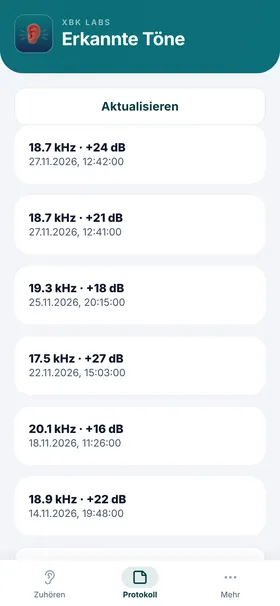 XBK LABS
Erkannte Töne
Aktualisieren
18.7 kHz · +24 dB
27.11.2026, 12:42:00
18.7 kHz · +21 dB
27.11.2026, 12:41:00
19.3 kHz · +18 dB
25.11.2026, 20:15:00
17.5 kHz · +27 dB
22.11.2026, 15:03:00
20.1 kHz · +16 dB
18.11.2026, 11:26:00
18.9 kHz · +22 dB
14.11.2026, 19:48:00
Zuhören
Protokoll
Mehr